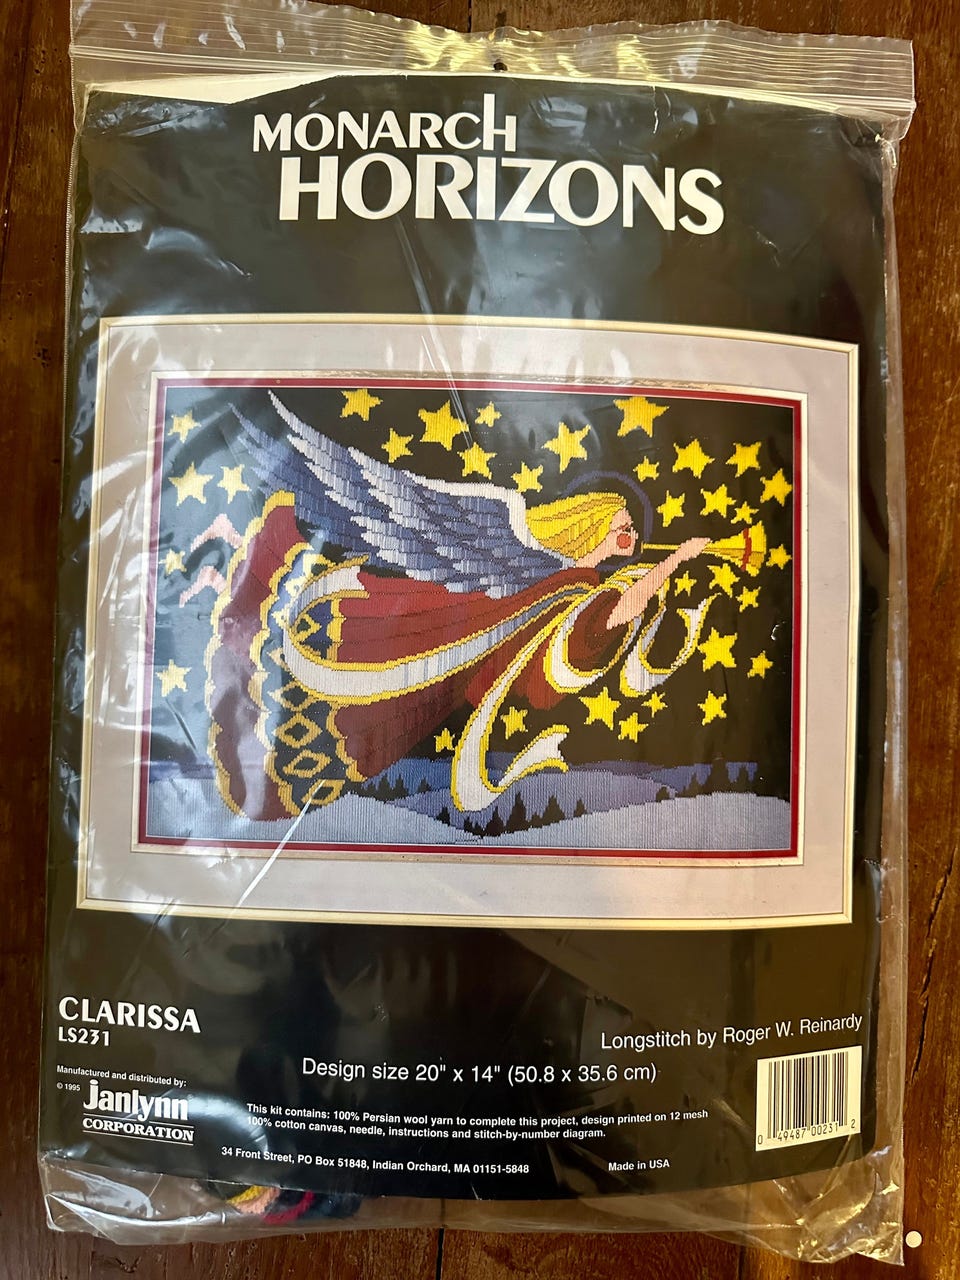 MONARCH
HORIZONS
CLARISSA
LS231
Longstitch by Roger W. Reinardy
Design size 20" x 14" (50.8 x 35.6 cm)
Manufactured and distributed by:
© 1995
janlynn
CORPORATION
This kit contains: 100% Persian wool yarn to complete this project, design printed on 12 mesh
100% cotton canvas, needle, instructions and stitch-by-number diagram.
34 Front Street, PO Box 51848, Indian Orchard, MA 01151-5848
Made in USA
0 49487 00231 2